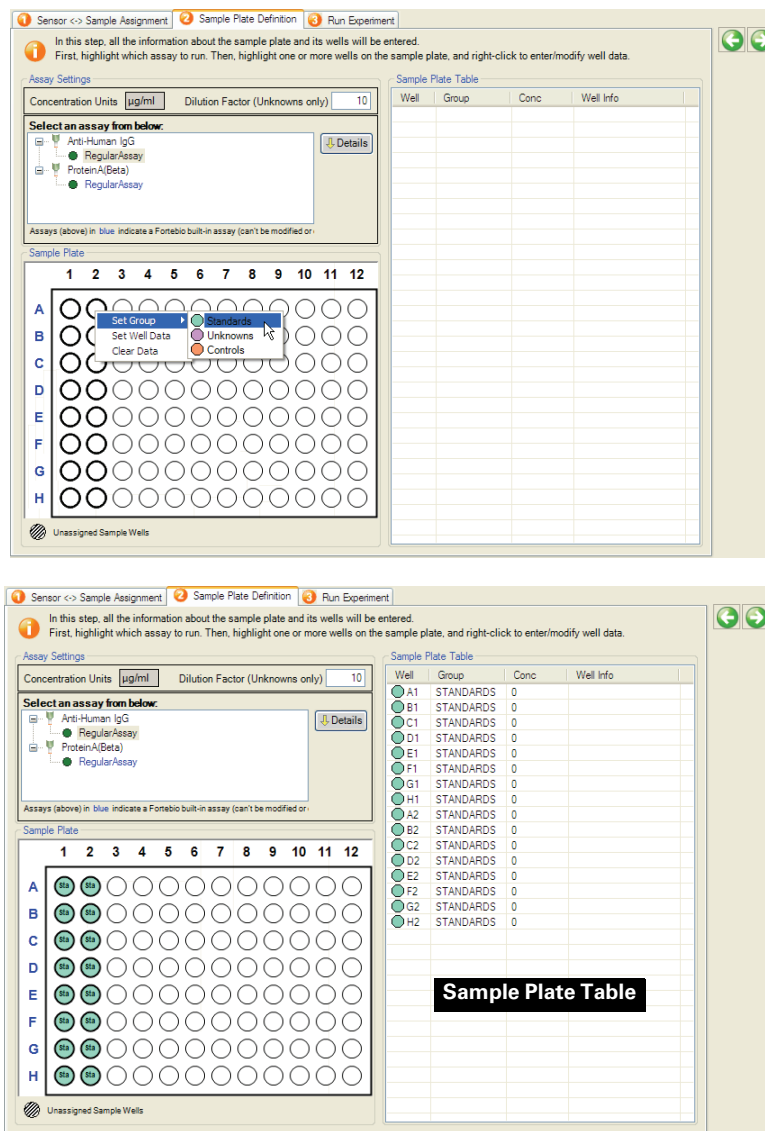 1 Sensor <-> Sample Assignment 2 Sample Plate Definition 3 Run Experiment
In this step, all the information about the sample plate and its wells will be entered.
First, highlight which assay to run. Then, highlight one or more wells on the sample plate, and right-click to enter/modify well data.
Assay Settings
Concentration Units µg/ml Dilution Factor (Unknowns only) 10
Select an assay from below:
Anti-Human IgG
RegularAssay
ProteinA(Beta)
RegularAssay
Details
Assays (above) in blue indicate a Fortebio built-in assay (can't be modified or
Sample Plate
1 2 3 4 5 6 7 8 9 10 11 12
A
B
C
D
E
F
G
H
Set Group Standards
Set Well Data Unknowns
Clear Data Controls
Unassigned Sample Wells
Sample Plate Table
Well Group Conc Well Info
1 Sensor <-> Sample Assignment 2 Sample Plate Definition 3 Run Experiment
In this step, all the information about the sample plate and its wells will be entered.
First, highlight which assay to run. Then, highlight one or more wells on the sample plate, and right-click to enter/modify well data.
Assay Settings
Concentration Units µg/ml Dilution Factor (Unknowns only) 10
Select an assay from below:
Anti-Human IgG
RegularAssay
ProteinA(Beta)
RegularAssay
Details
Assays (above) in blue indicate a Fortebio built-in assay (can't be modified or
Sample Plate
1 2 3 4 5 6 7 8 9 10 11 12
A Sta Sta
B Sta Sta
C Sta Sta
D Sta Sta
E Sta Sta
F Sta Sta
G Sta Sta
H Sta Sta
Unassigned Sample Wells
Sample Plate Table
Well Group Conc Well Info
A1 STANDARDS 0
B1 STANDARDS 0
C1 STANDARDS 0
D1 STANDARDS 0
E1 STANDARDS 0
F1 STANDARDS 0
G1 STANDARDS 0
H1 STANDARDS 0
A2 STANDARDS 0
B2 STANDARDS 0
C2 STANDARDS 0
D2 STANDARDS 0
E2 STANDARDS 0
F2 STANDARDS 0
G2 STANDARDS 0
H2 STANDARDS 0
Sample Plate Table